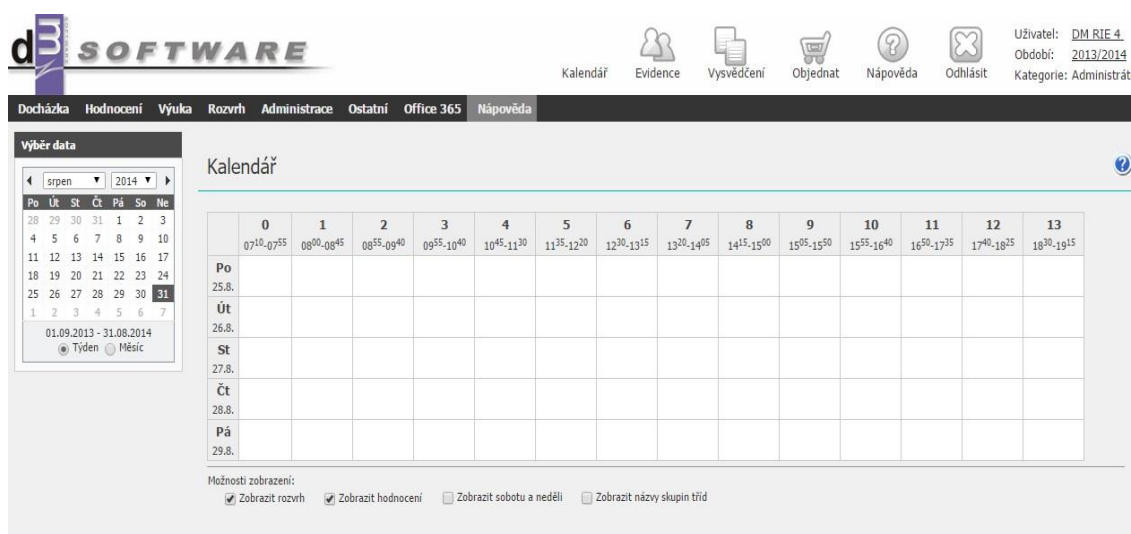 dm SOFTWARE
Kalendář Evidence Vysvědčení Objednat Nápověda Odhlásit
Uživatel: DM RIE 4
Období: 2013/2014
Kategorie: Administrát
Docházka Hodnocení Výuka Rozvrh Administrace Ostatní Office 365 Nápověda
Výběr data
srpen 2014
Po Út St Čt Pá So Ne
28 29 30 31 1 2 3
4 5 6 7 8 9 10
11 12 13 14 15 16 17
18 19 20 21 22 23 24
25 26 27 28 29 30 31
1 2 3 4 5 6 7
01.09.2013 - 31.08.2014
Týden Měsíc
Kalendář
0 1 2 3 4 5 6 7 8 9 10 11 12 13
0710-0755 0800-0845 0855-0940 0955-1040 1045-1130 1135-1220 1230-1315 1320-1405 1415-1500 1505-1550 1555-1640 1650-1735 1740-1825 1830-1915
Po
25.8.
Út
26.8.
St
27.8.
Čt
28.8.
Pá
29.8.
Možnosti zobrazení:
Zobrazit rozvrh Zobrazit hodnocení Zobrazit sobotu a neděli Zobrazit názvy skupin tříd